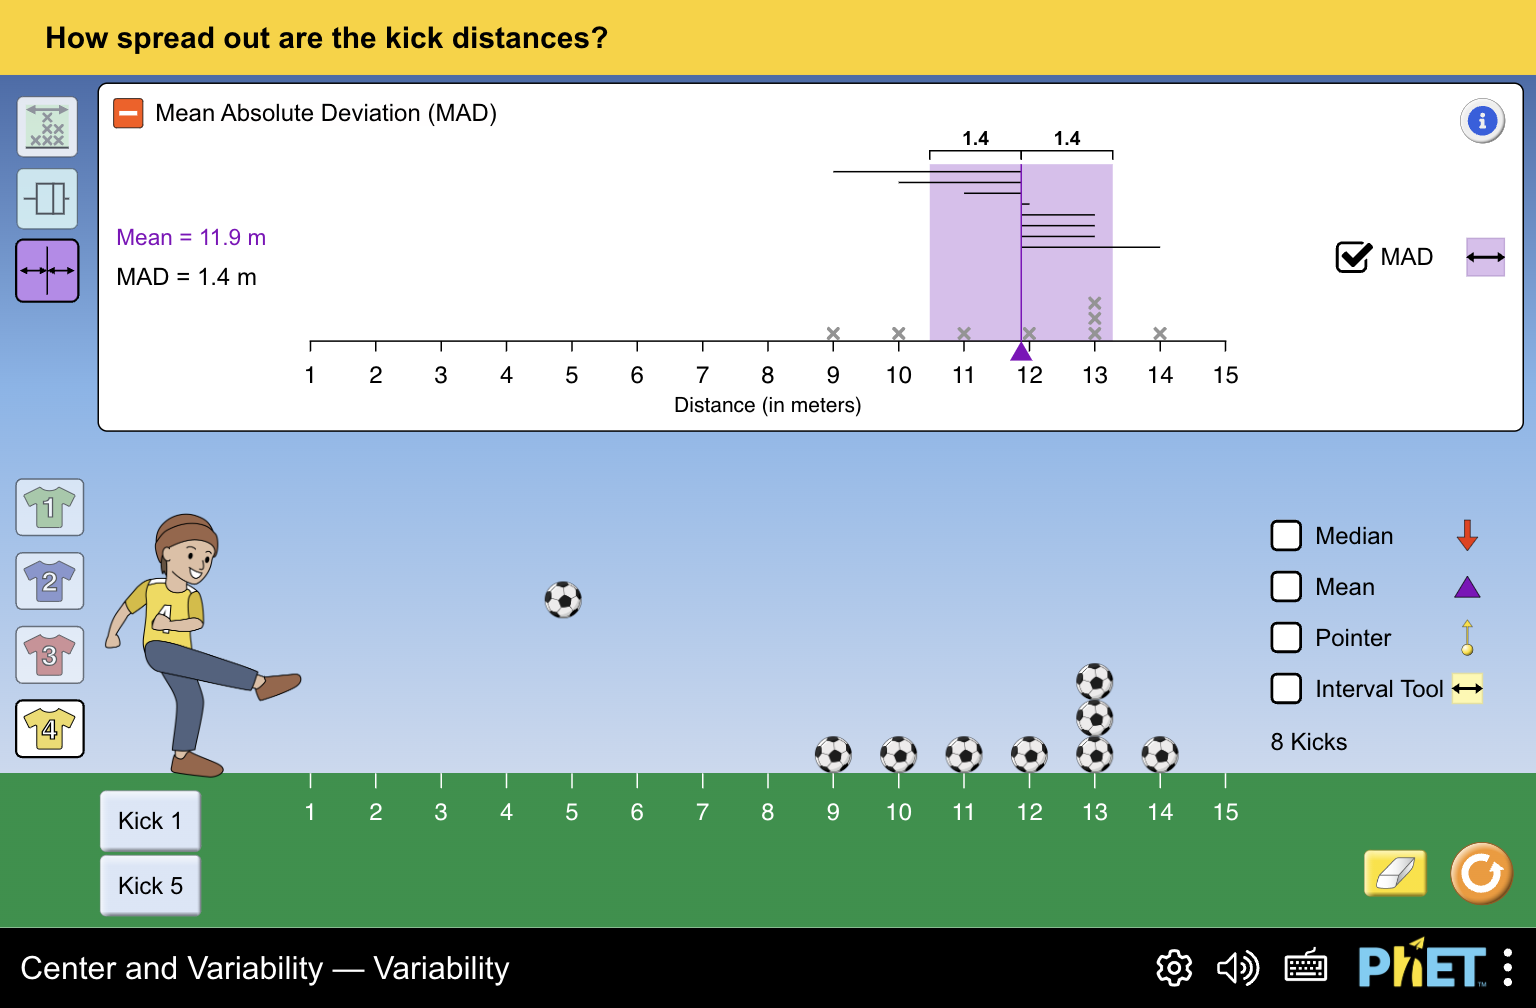 How spread out are the kick distances?
Mean Absolute Deviation (MAD)
1.4 1.4
Mean = 11.9 m
MAD = 1.4 m
MAD
1 2 3 4 5 6 7 8 9 10 11 12 13 14 15
Distance (in meters)
1
2
3
4
4
Median
Mean
Pointer
Interval Tool
8 Kicks
1 2 3 4 5 6 7 8 9 10 11 12 13 14 15
Kick 1
Kick 5
Center and Variability — Variability
PhET™